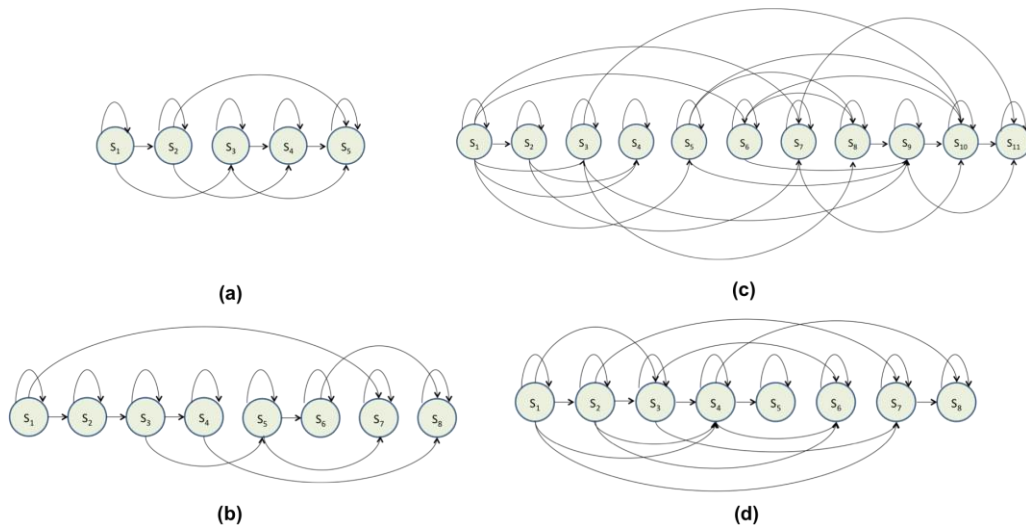 S1 S2 S3 S4 S5
S1 S2 S3 S4 S5 S6 S7 S8 S9 S10 S11
(a)
(c)
S1 S2 S3 S4 S5 S6 S7 S8
S1 S2 S3 S4 S5 S6 S7 S8
(b)
(d)